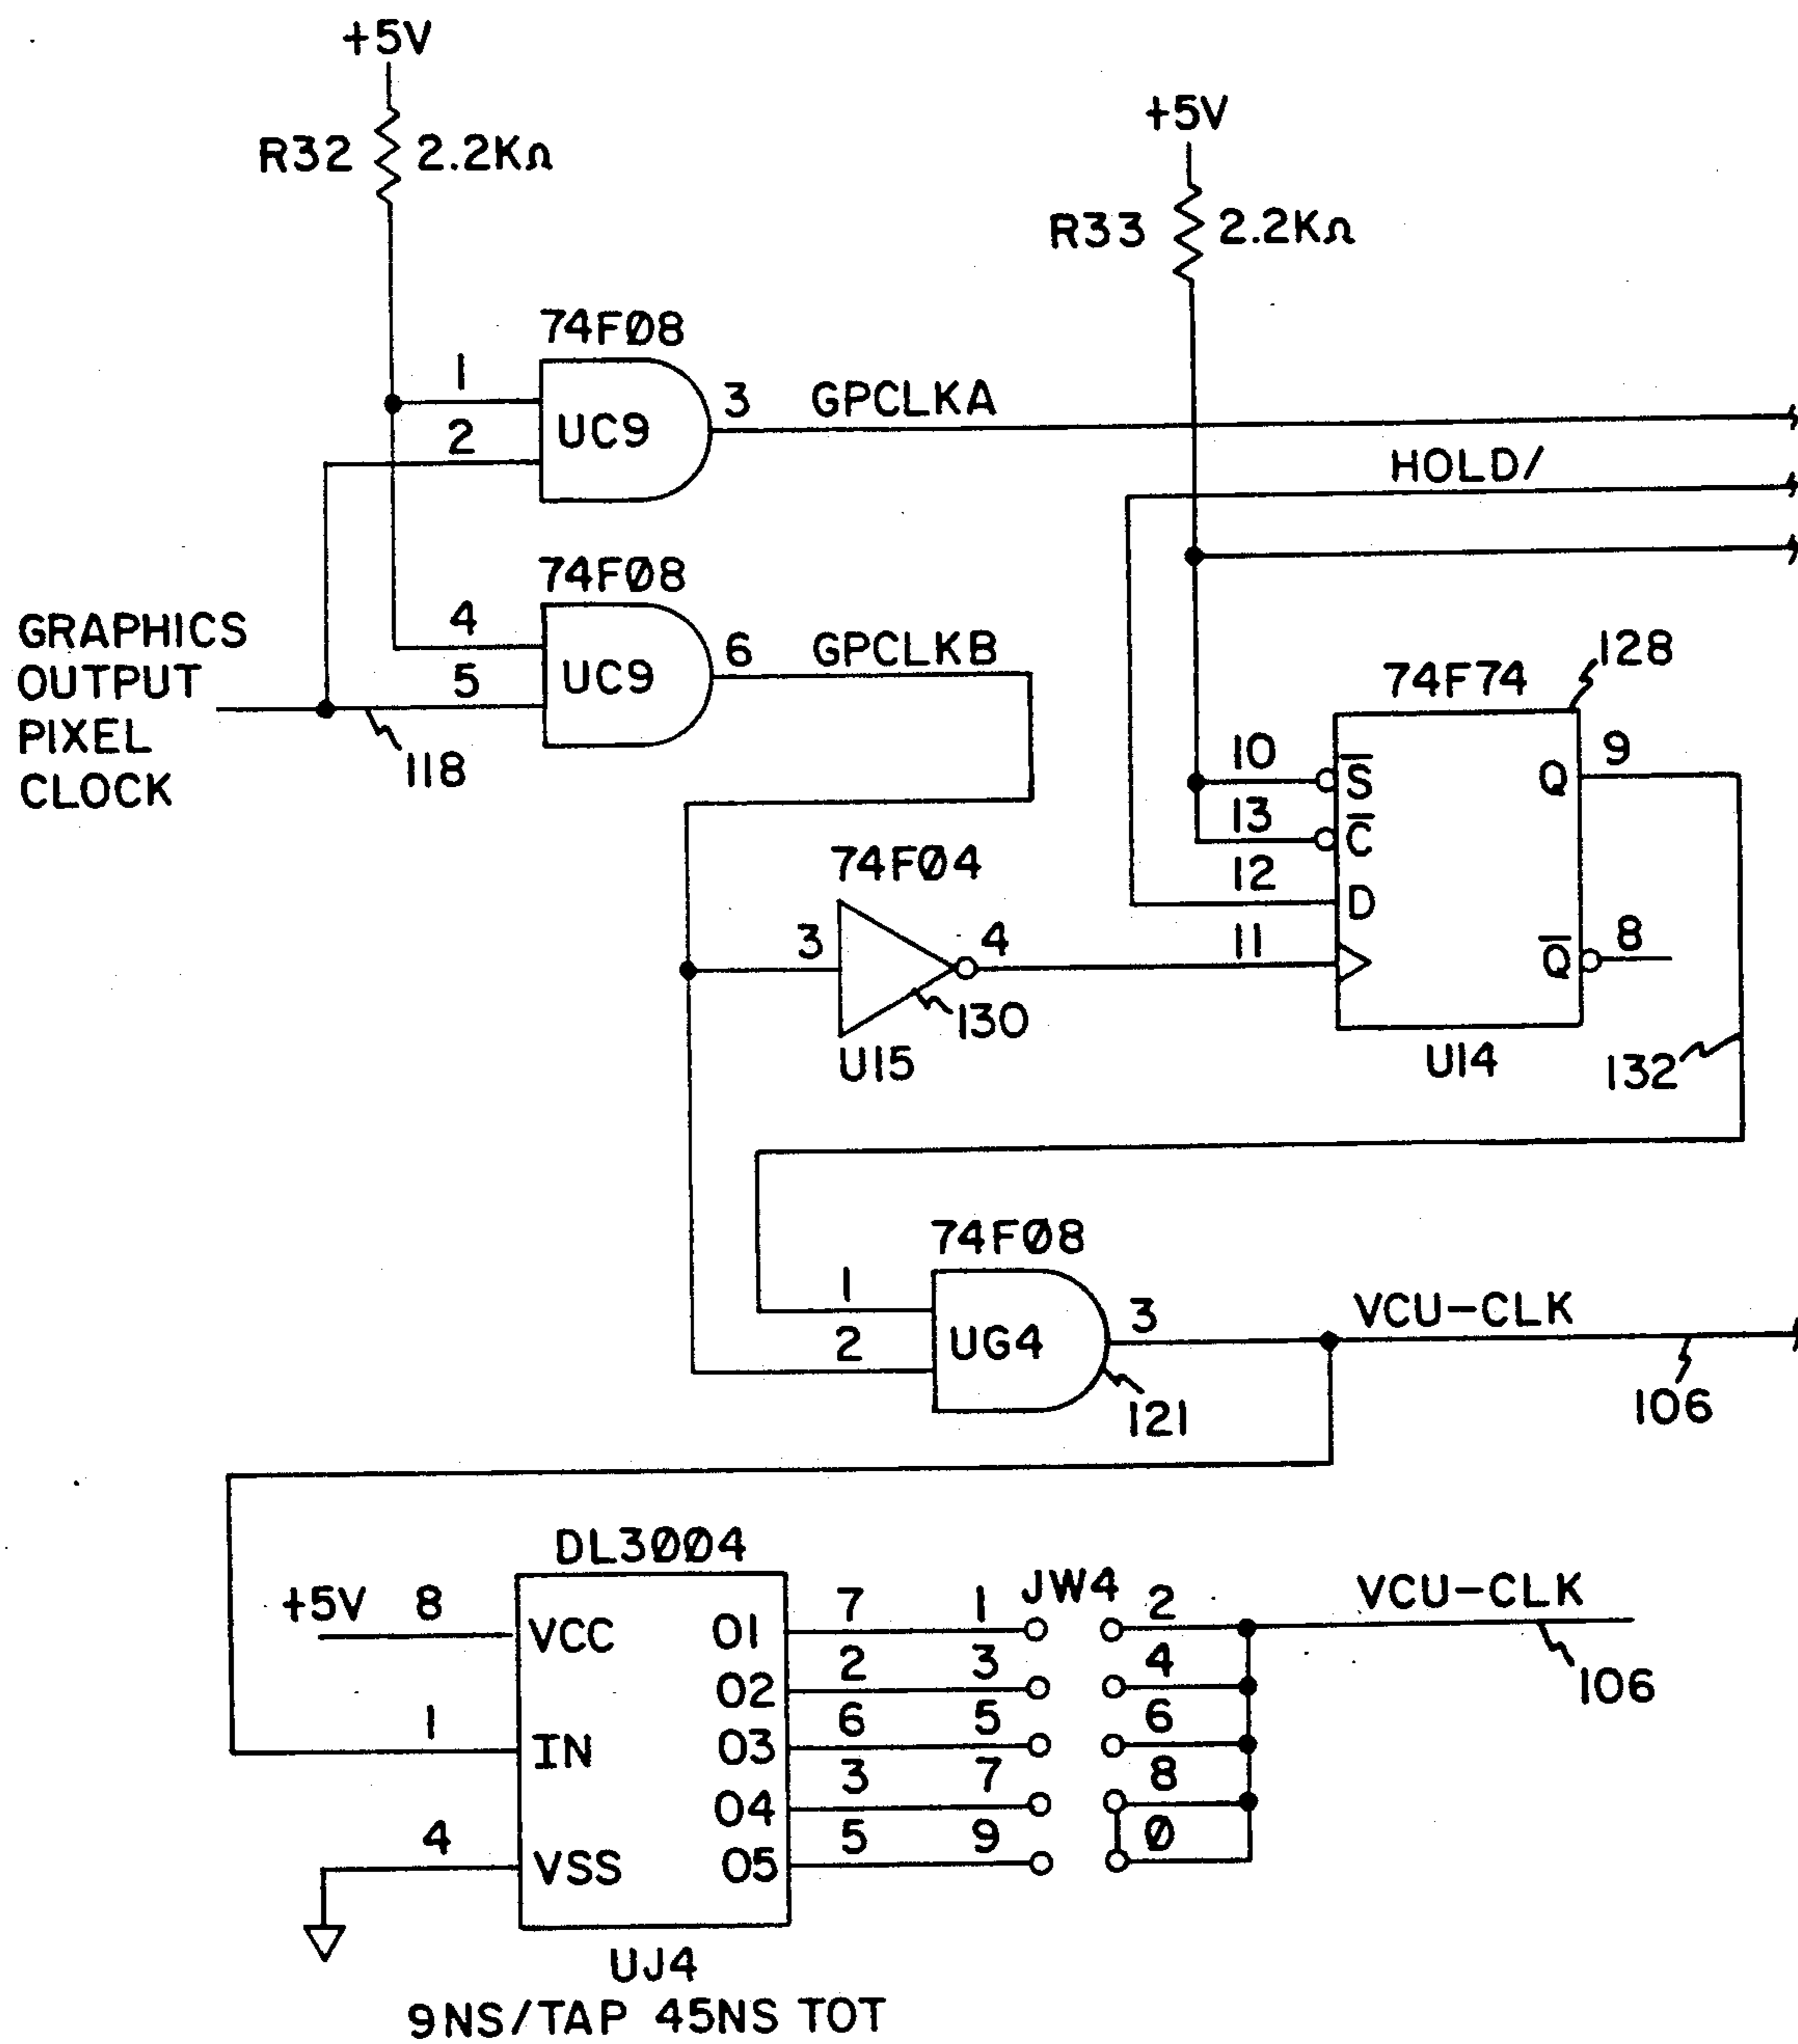 +5V
R32 2.2KΩ
+5V
R33 2.2KΩ
74FØ8
1
2
UC9
3
GPCLKA
HOLD/
74FØ8
4
5
UC9
6
GPCLKB
GRAPHICS
OUTPUT
PIXEL
CLOCK
118
74F74
128
10
13
12
11
S̅
C̅
D
Q
Q̅
9
8
U14
132
74FØ4
3
4
130
U15
74FØ8
1
2
UG4
3
VCU-CLK
121
106
DL3ØØ4
+5V 8
VCC
1
IN
4
VSS
O1 7 1
O2 2 3
O3 6 5
O4 3 7
O5 5 9
JW4
2
4
6
8
Ø
VCU-CLK
106
UJ4
9NS/TAP 45NS TOT